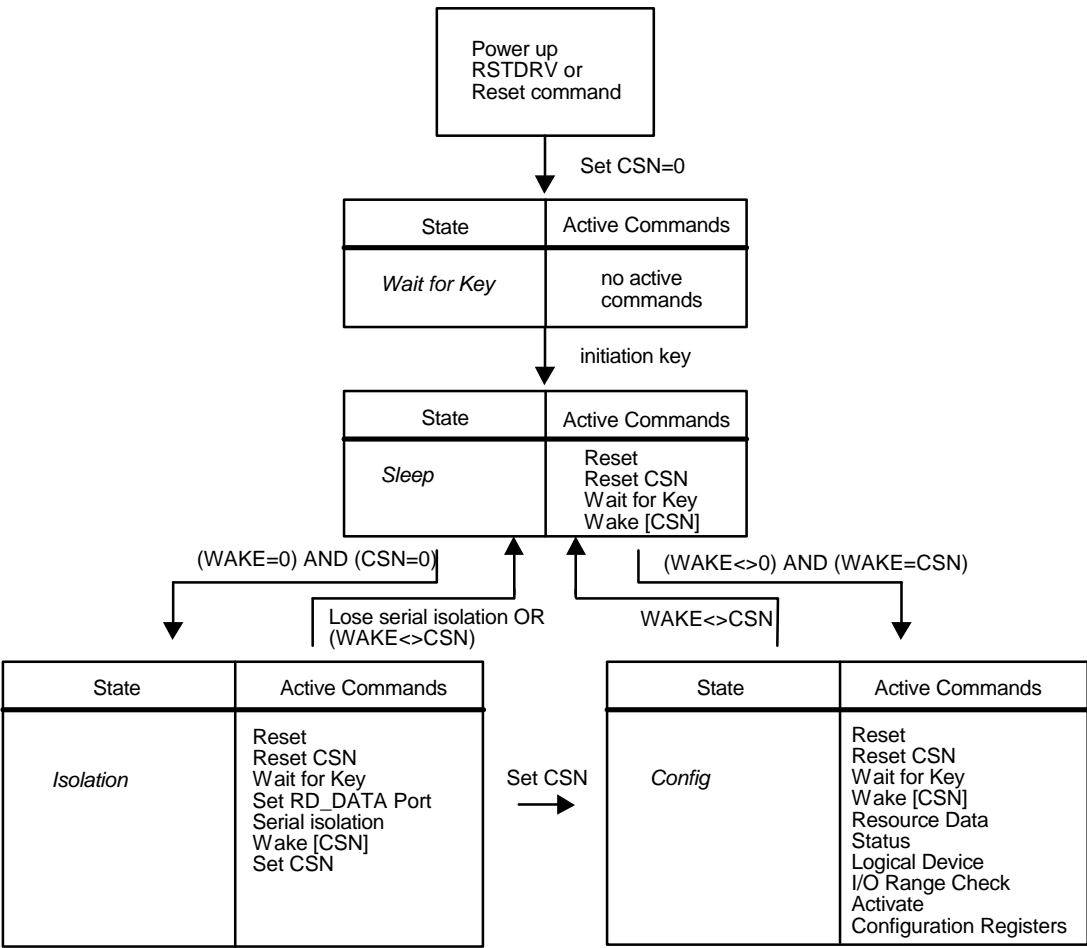 Power up
RSTDRV or
Reset command
Set CSN=0
State
Active Commands
Wait for Key
no active
commands
initiation key
State
Active Commands
Sleep
Reset
Reset CSN
Wait for Key
Wake [CSN]
(WAKE=0) AND (CSN=0)
(WAKE<>0) AND (WAKE=CSN)
Lose serial isolation OR
(WAKE<>CSN)
WAKE<>CSN
State
Active Commands
Isolation
Reset
Reset CSN
Wait for Key
Set RD_DATA Port
Serial isolation
Wake [CSN]
Set CSN
Set CSN
State
Active Commands
Config
Reset
Reset CSN
Wait for Key
Wake [CSN]
Resource Data
Status
Logical Device
I/O Range Check
Activate
Configuration Registers